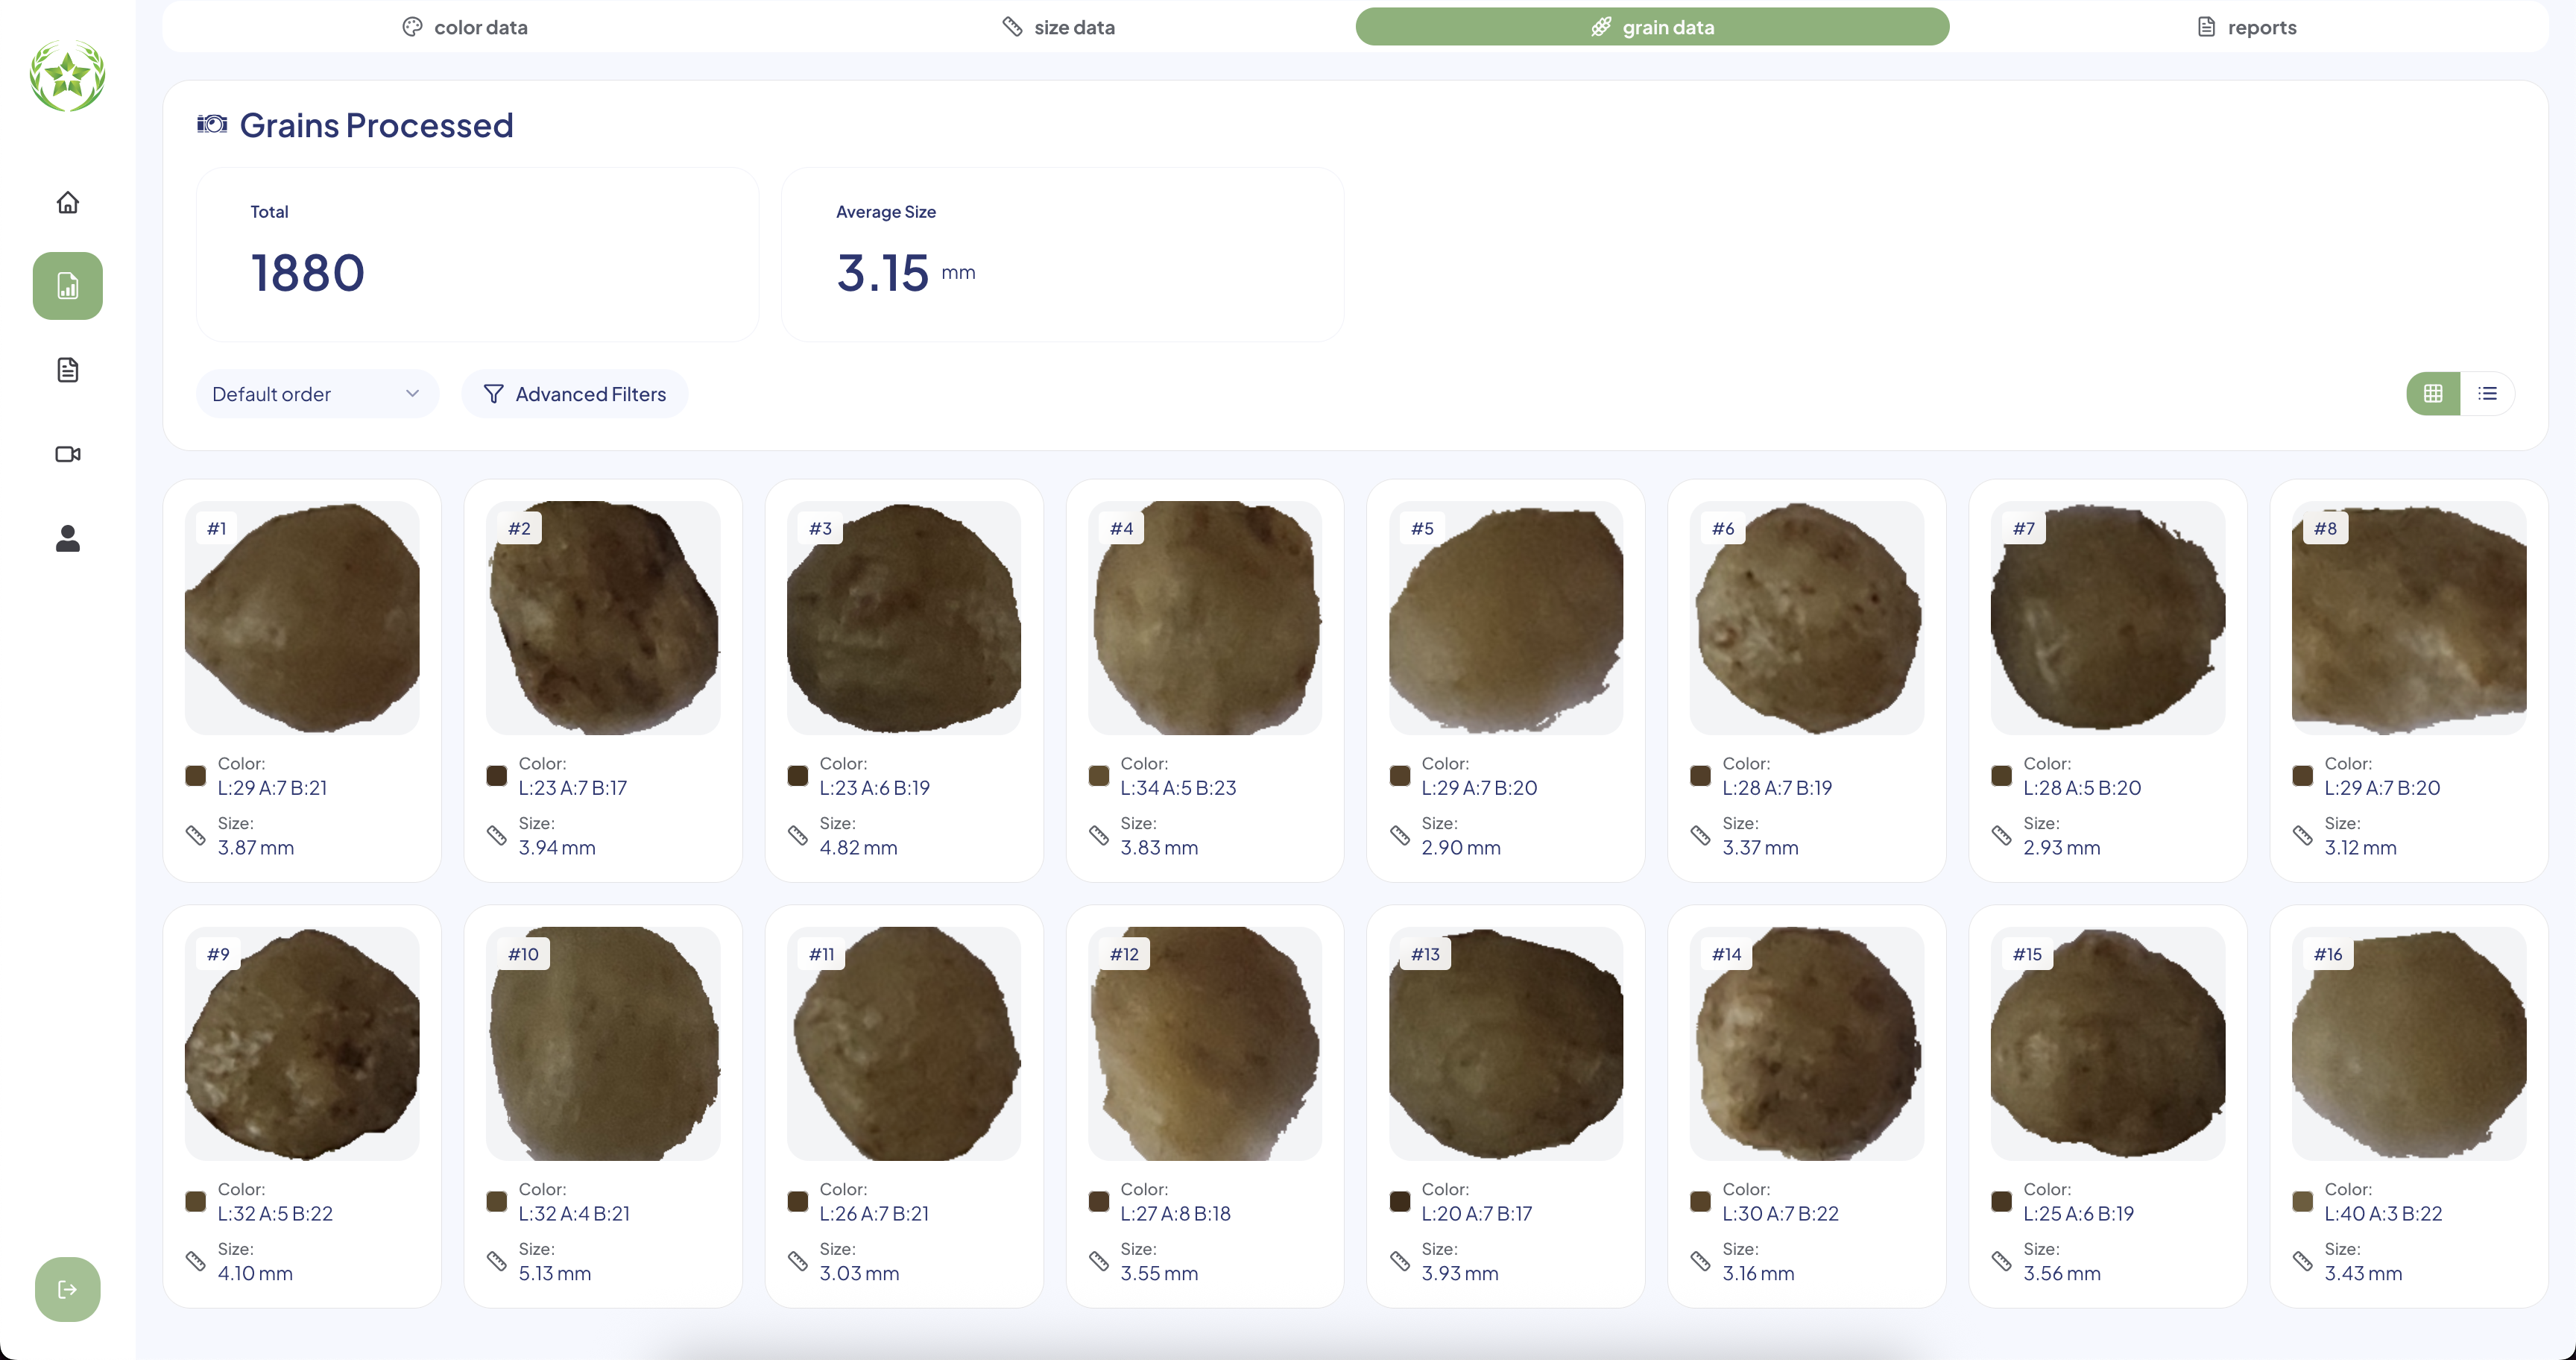 color data
size data
grain data
reports
Grains Processed
Total
1880
Average Size
3.15 mm
Default order
Advanced Filters
#1
Color:
L:29 A:7 B:21
Size:
3.87 mm
#2
Color:
L:23 A:7 B:17
Size:
3.94 mm
#3
Color:
L:23 A:6 B:19
Size:
4.82 mm
#4
Color:
L:34 A:5 B:23
Size:
3.83 mm
#5
Color:
L:29 A:7 B:20
Size:
2.90 mm
#6
Color:
L:28 A:7 B:19
Size:
3.37 mm
#7
Color:
L:28 A:5 B:20
Size:
2.93 mm
#8
Color:
L:29 A:7 B:20
Size:
3.12 mm
#9
Color:
L:32 A:5 B:22
Size:
4.10 mm
#10
Color:
L:32 A:4 B:21
Size:
5.13 mm
#11
Color:
L:26 A:7 B:21
Size:
3.03 mm
#12
Color:
L:27 A:8 B:18
Size:
3.55 mm
#13
Color:
L:20 A:7 B:17
Size:
3.93 mm
#14
Color:
L:30 A:7 B:22
Size:
3.16 mm
#15
Color:
L:25 A:6 B:19
Size:
3.56 mm
#16
Color:
L:40 A:3 B:22
Size:
3.43 mm